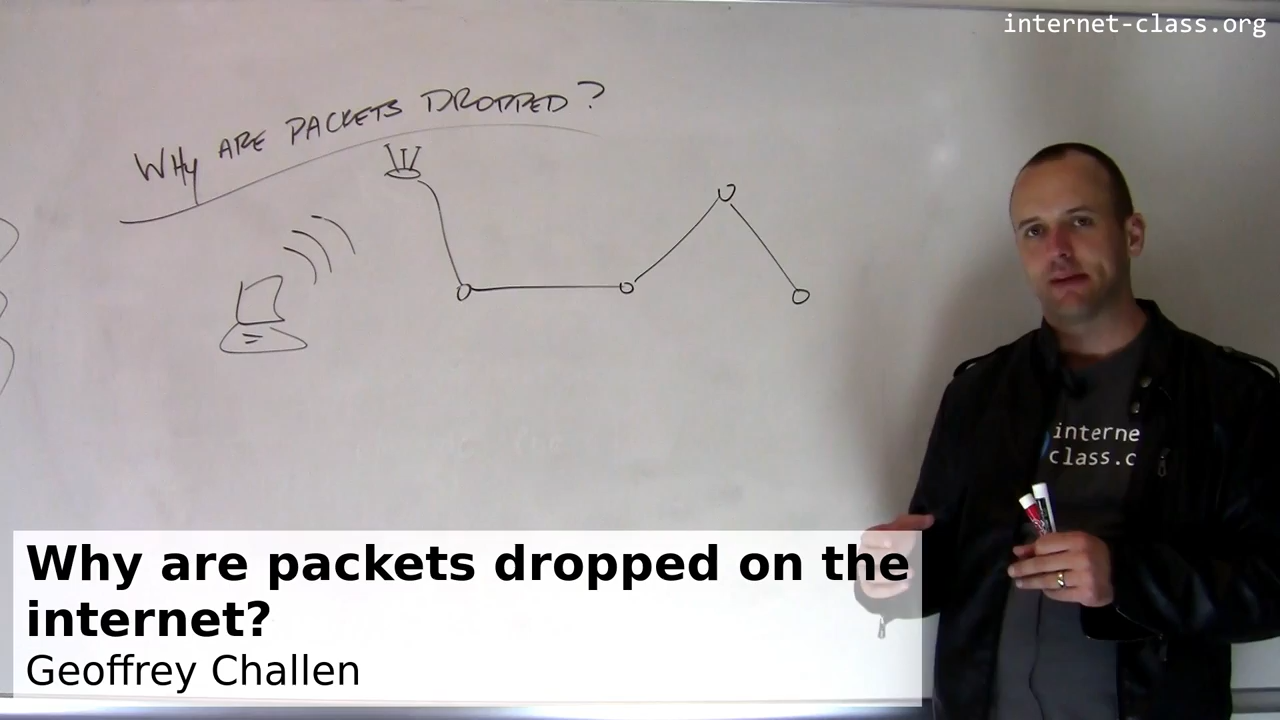 internet-class.org
WHY ARE PACKETS DROPPED?
interne
class.c
Why are packets dropped on the
internet?
Geoffrey Challen